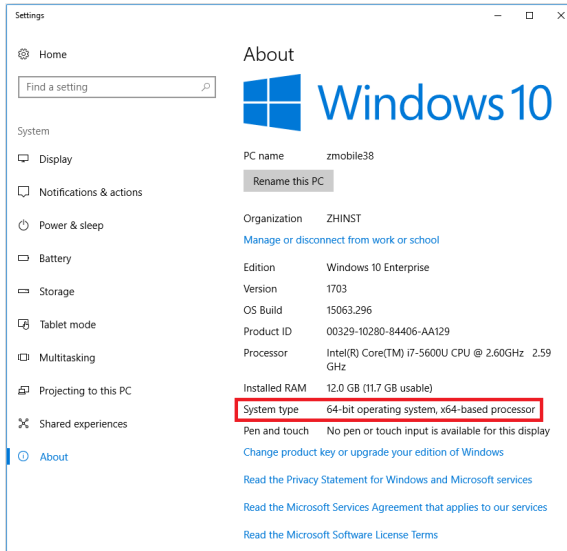 Settings
Home
Find a setting
System
Display
Notifications & actions
Power & sleep
Battery
Storage
Tablet mode
Multitasking
Projecting to this PC
Shared experiences
About
About
Windows 10
PC name zmobile38
Rename this PC
Organization ZHINST
Manage or disconnect from work or school
Edition Windows 10 Enterprise
Version 1703
OS Build 15063.296
Product ID 00329-10280-84406-AA129
Processor Intel(R) Core(TM) i7-5600U CPU @ 2.60GHz 2.59
GHz
Installed RAM 12.0 GB (11.7 GB usable)
System type 64-bit operating system, x64-based processor
Pen and touch No pen or touch input is available for this display
Change product key or upgrade your edition of Windows
Read the Privacy Statement for Windows and Microsoft services
Read the Microsoft Services Agreement that applies to our services
Read the Microsoft Software License Terms